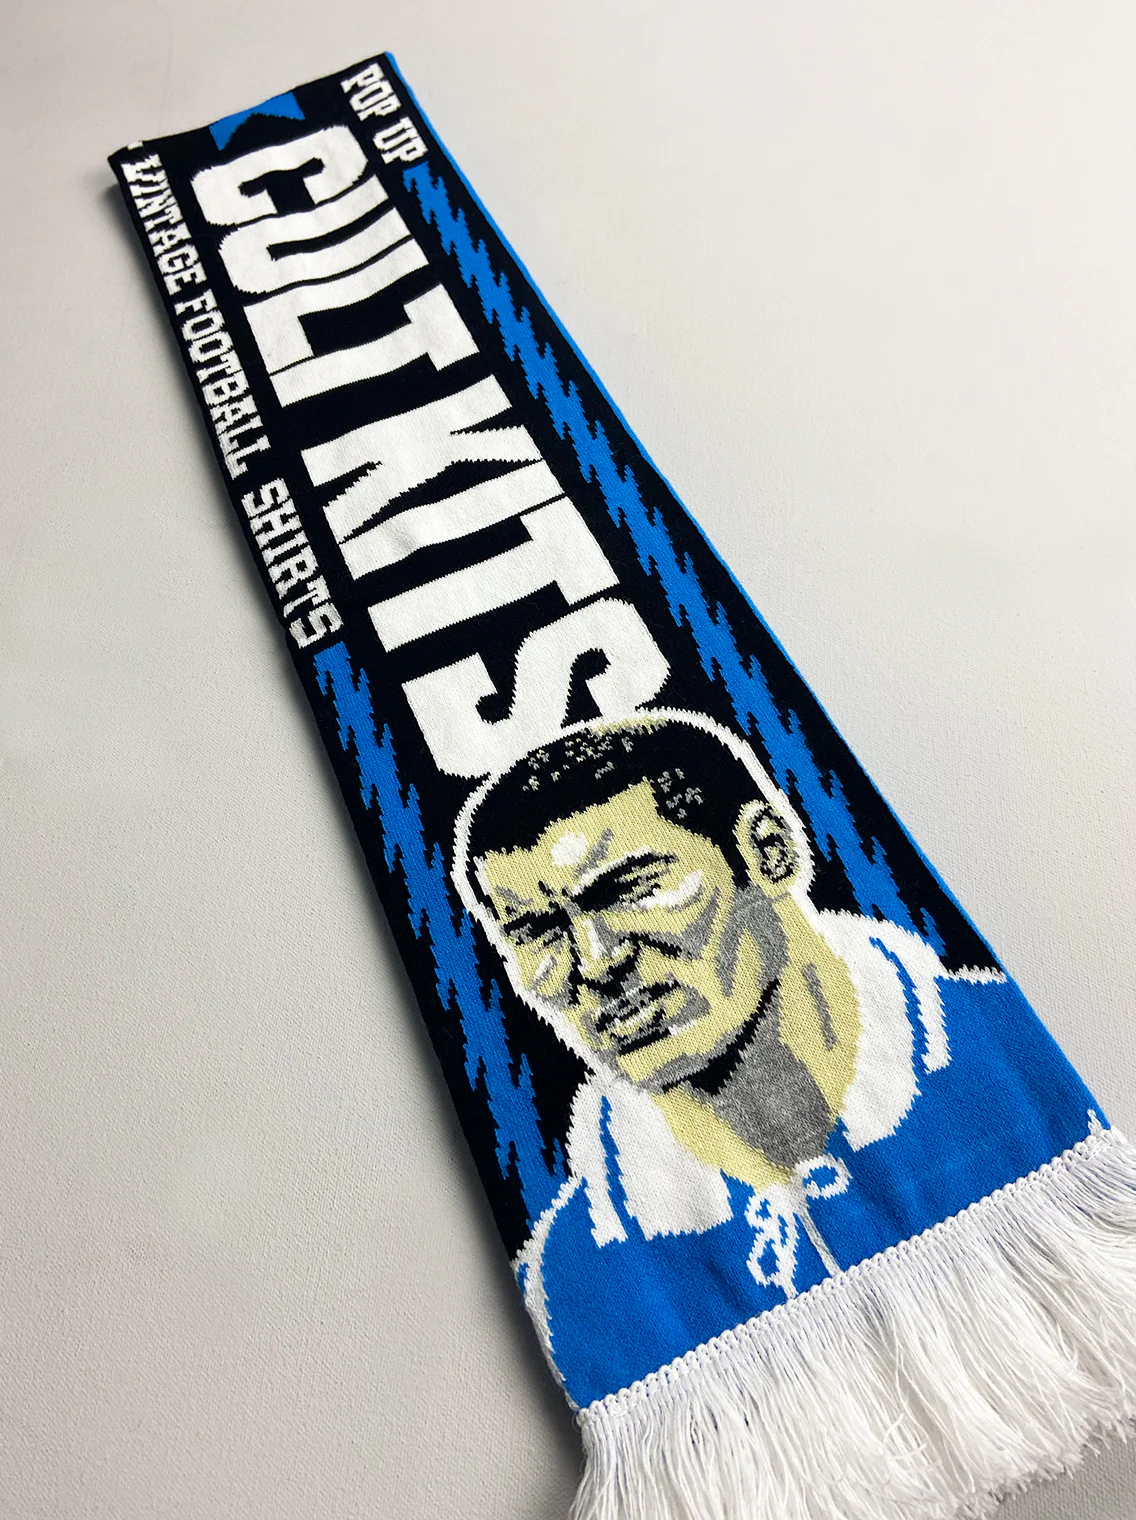 POP UP
CULT KITS
VINTAGE FOOTBALL SHIRTS